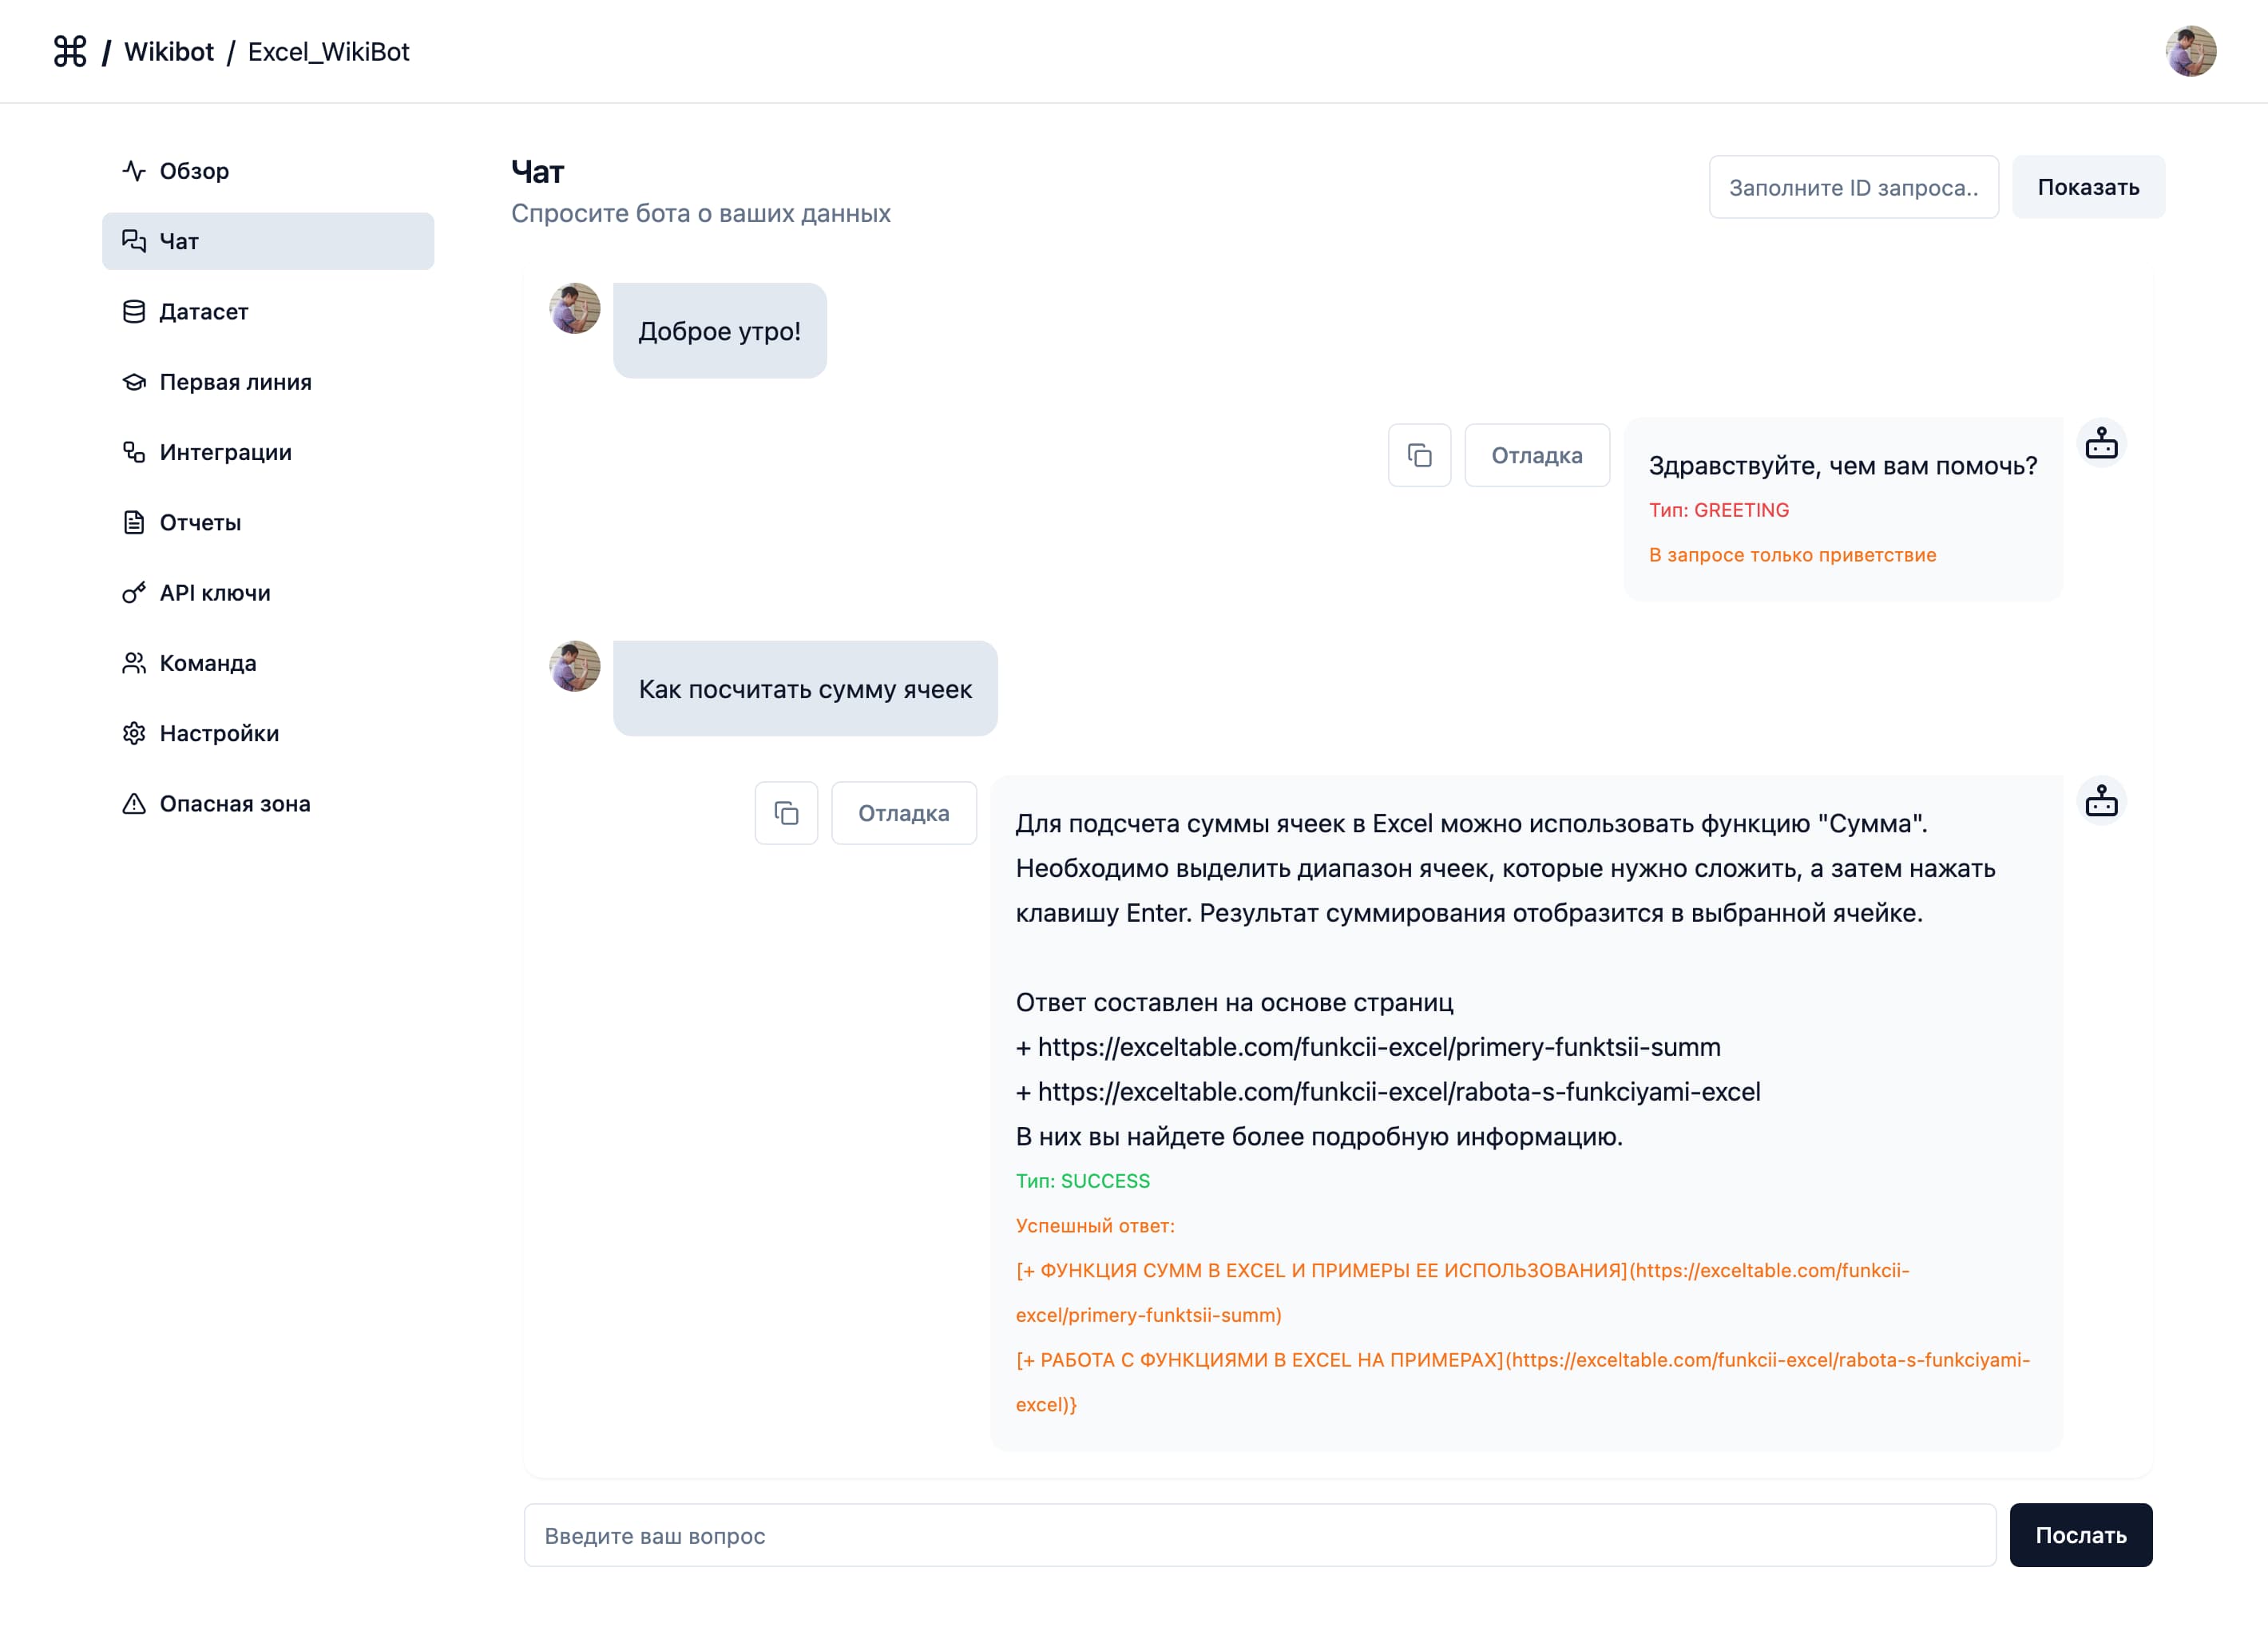 ⌘ / Wikibot / Excel_WikiBot
Обзор
Чат
Датасет
Первая линия
Интеграции
Отчеты
API ключи
Команда
Настройки
Опасная зона
Чат
Спросите бота о ваших данных
Заполните ID запроса..
Показать
Доброе утро!
Отладка
Здравствуйте, чем вам помочь?
Тип: GREETING
В запросе только приветствие
Как посчитать сумму ячеек
Отладка
Для подсчета суммы ячеек в Excel можно использовать функцию "Сумма".
Необходимо выделить диапазон ячеек, которые нужно сложить, а затем нажать
клавишу Enter. Результат суммирования отобразится в выбранной ячейке.
Ответ составлен на основе страниц
+ https://exceltable.com/funkcii-excel/primery-funktsii-summ
+ https://exceltable.com/funkcii-excel/rabota-s-funkciyami-excel
В них вы найдете более подробную информацию.
Тип: SUCCESS
Успешный ответ:
[+ ФУНКЦИЯ СУММ В EXCEL И ПРИМЕРЫ ЕЕ ИСПОЛЬЗОВАНИЯ](https://exceltable.com/funkcii-
excel/primery-funktsii-summ)
[+ РАБОТА С ФУНКЦИЯМИ В EXCEL НА ПРИМЕРАХ](https://exceltable.com/funkcii-excel/rabota-s-funkciyami-
excel)}
Введите ваш вопрос
Послать